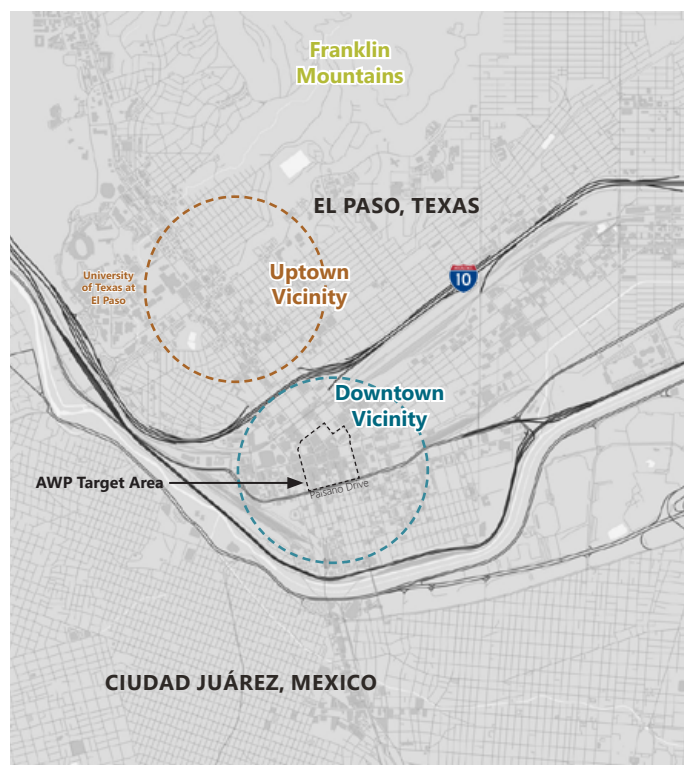 Franklin
Mountains
EL PASO, TEXAS
University
of Texas at
El Paso
Uptown
Vicinity
10
Downtown
Vicinity
AWP Target Area
Paisano Drive
CIUDAD JUÁREZ, MEXICO